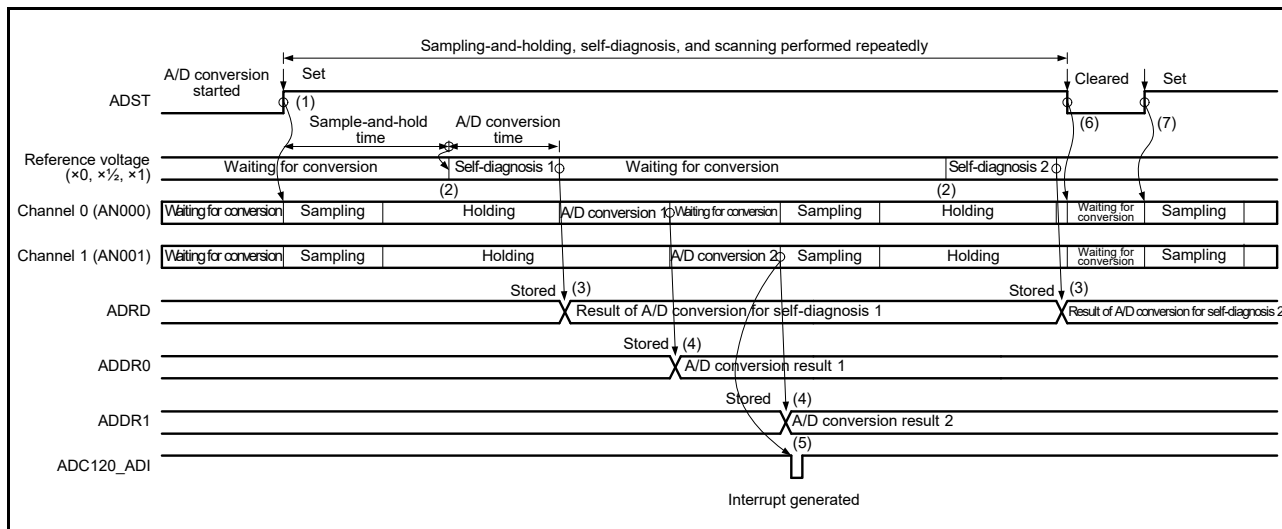 Sampling-and-holding, self-diagnosis, and scanning performed repeatedly
A/D conversion
started
Set
Cleared
Set
ADST
(1)
(6)
(7)
Sample-and-hold
time
A/D conversion
time
Reference voltage
(×0, ×½, ×1)
Waiting for conversion
Self-diagnosis 1
Waiting for conversion
Self-diagnosis 2
(2)
(2)
Channel 0 (AN000)
Waiting for conversion
Sampling
Holding
A/D conversion 1
Waiting for conversion
Sampling
Holding
Waiting for
conversion
Sampling
Channel 1 (AN001)
Waiting for conversion
Sampling
Holding
A/D conversion 2
Sampling
Holding
Waiting for
conversion
Sampling
Stored
(3)
Stored
(3)
ADRD
Result of A/D conversion for self-diagnosis 1
Result of A/D conversion for self-diagnosis 2
Stored
(4)
ADDR0
A/D conversion result 1
Stored
(4)
ADDR1
A/D conversion result 2
(5)
ADC120_ADI
Interrupt generated